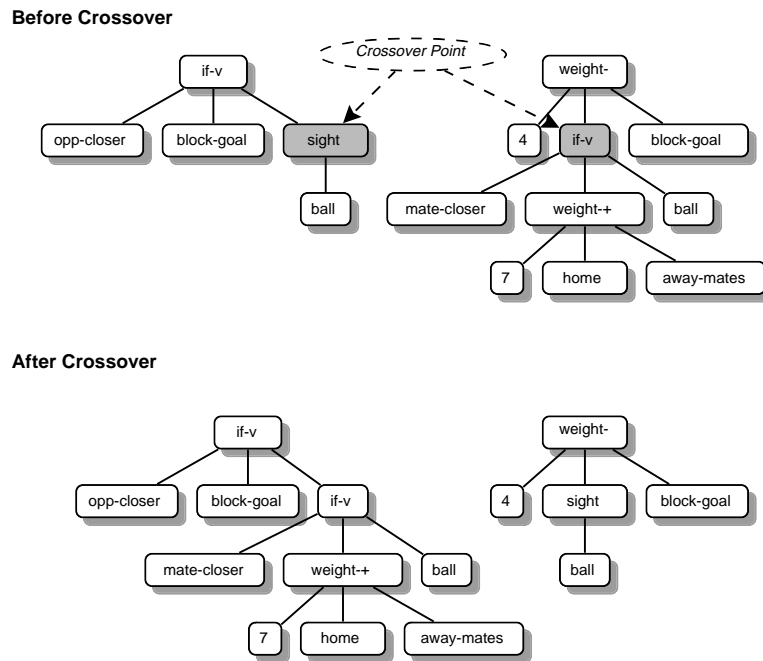 Before Crossover
Crossover Point
if-v
weight-
opp-closer block-goal sight
4 if-v block-goal
ball
mate-closer weight-+ ball
7 home away-mates
After Crossover
if-v
weight-
opp-closer block-goal if-v
4 sight block-goal
mate-closer weight-+ ball
ball
7 home away-mates